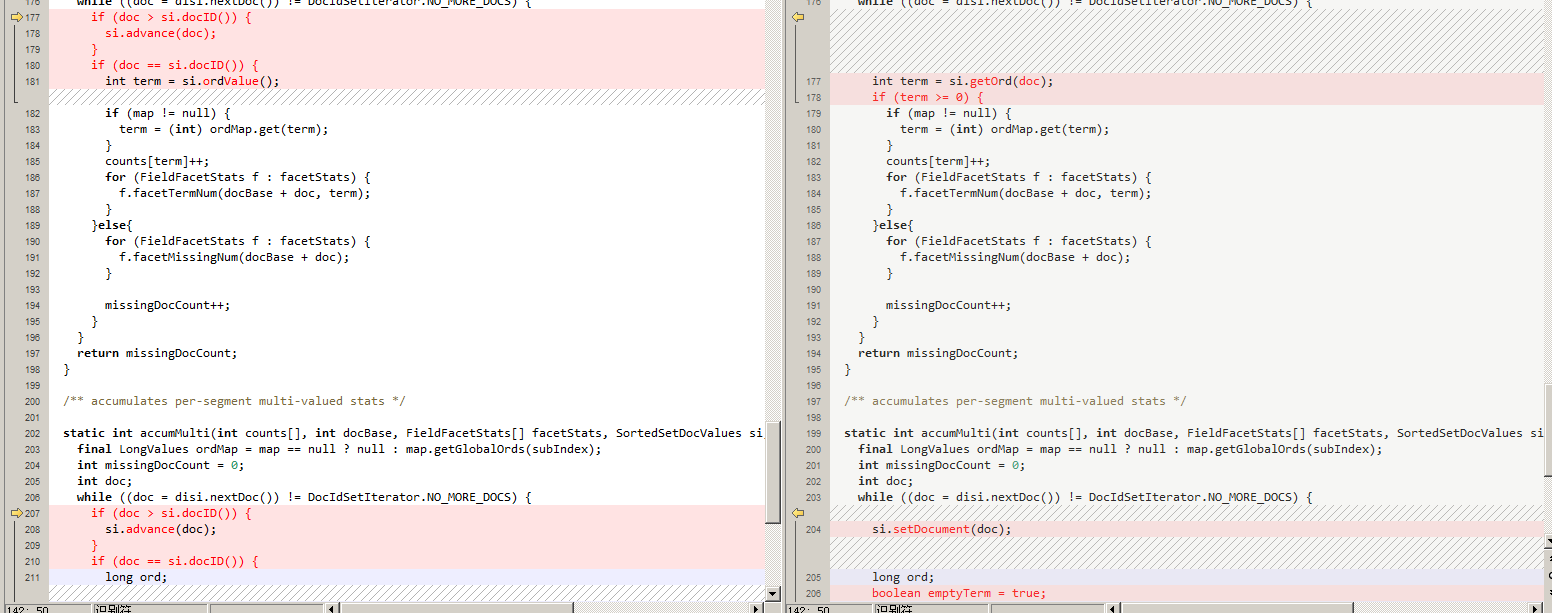 176 while ((doc = disi.nextDoc()) != DocIdSetIterator.NO_MORE_DOCS) {
177 if (doc > si.docID()) {
178 si.advance(doc);
179 }
180 if (doc == si.docID()) {
181 int term = si.ordValue();
182 if (map != null) {
183 term = (int) ordMap.get(term);
184 }
185 counts[term]++;
186 for (FieldFacetStats f : facetStats) {
187 f.facetTermNum(docBase + doc, term);
188 }
189 }else{
190 for (FieldFacetStats f : facetStats) {
191 f.facetMissingNum(docBase + doc);
192 }
193
194 missingDocCount++;
195 }
196 }
197 return missingDocCount;
198 }
199
200 /** accumulates per-segment multi-valued stats */
201
202 static int accumMulti(int counts[], int docBase, FieldFacetStats[] facetStats, SortedSetDocValues si
203 final LongValues ordMap = map == null ? null : map.getGlobalOrds(subIndex);
204 int missingDocCount = 0;
205 int doc;
206 while ((doc = disi.nextDoc()) != DocIdSetIterator.NO_MORE_DOCS) {
207 if (doc > si.docID()) {
208 si.advance(doc);
209 }
210 if (doc == si.docID()) {
211 long ord;
142: 50 识别符
176 while ((doc = disi.nextDoc()) != DocIdSetIterator.NO_MORE_DOCS) {
177 int term = si.getOrd(doc);
178 if (term >= 0) {
179 if (map != null) {
180 term = (int) ordMap.get(term);
181 }
182 counts[term]++;
183 for (FieldFacetStats f : facetStats) {
184 f.facetTermNum(docBase + doc, term);
185 }
186 }else{
187 for (FieldFacetStats f : facetStats) {
188 f.facetMissingNum(docBase + doc);
189 }
190
191 missingDocCount++;
192 }
193 }
194 return missingDocCount;
195 }
196
197 /** accumulates per-segment multi-valued stats */
198
199 static int accumMulti(int counts[], int docBase, FieldFacetStats[] facetStats, SortedSetDocValues si
200 final LongValues ordMap = map == null ? null : map.getGlobalOrds(subIndex);
201 int missingDocCount = 0;
202 int doc;
203 while ((doc = disi.nextDoc()) != DocIdSetIterator.NO_MORE_DOCS) {
204 si.setDocument(doc);
205 long ord;
206 boolean emptyTerm = true;
142: 50 识别符